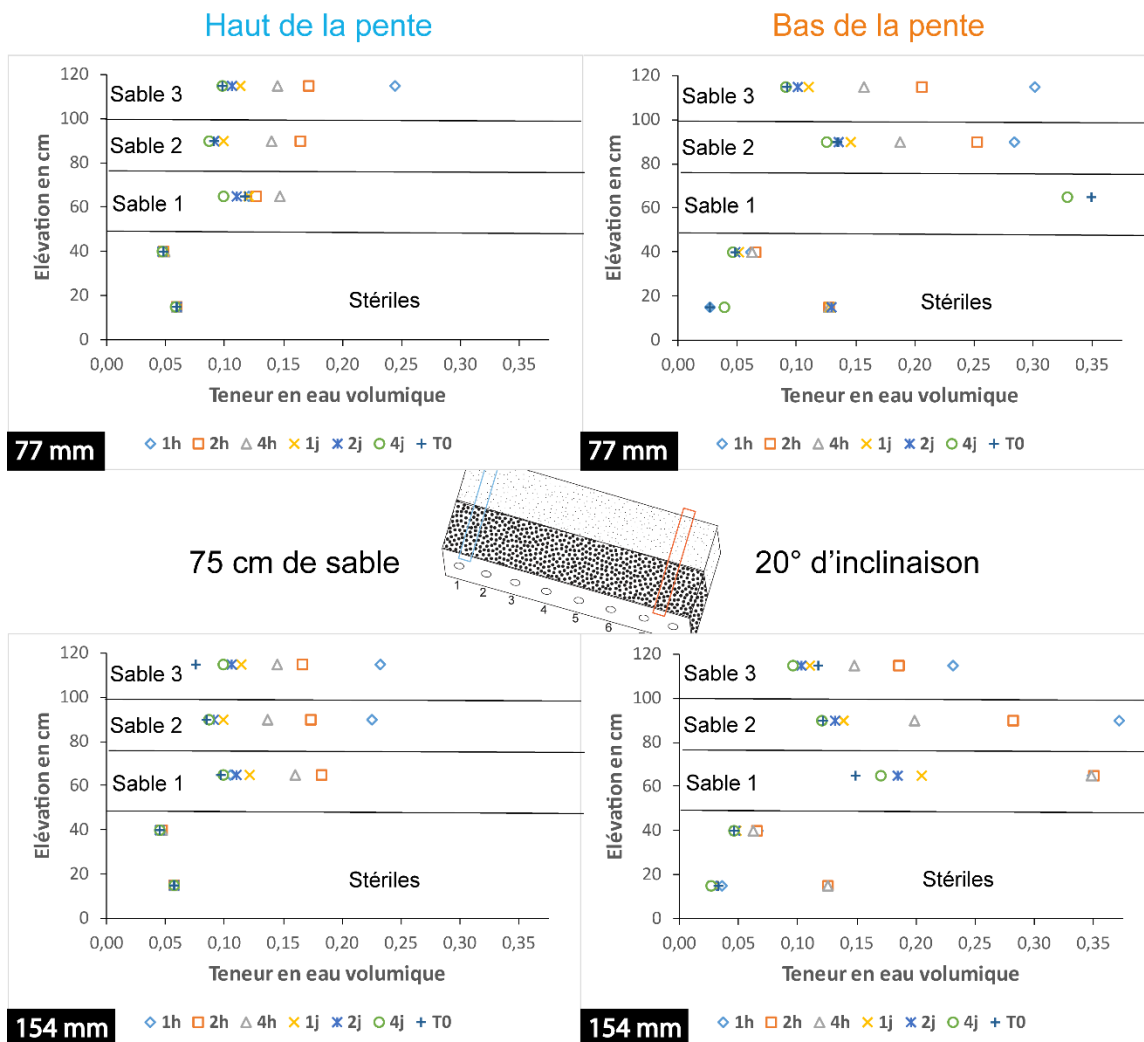 Haut de la pente
Bas de la pente
Elévation en cm
120
100
80
60
40
20
0
Sable 3
Sable 2
Sable 1
Stériles
0,00 0,05 0,10 0,15 0,20 0,25 0,30 0,35
Teneur en eau volumique
77 mm
1h 2h 4h 1j 2j 4j T0
Elévation en cm
120
100
80
60
40
20
0
Sable 3
Sable 2
Sable 1
Stériles
0,00 0,05 0,10 0,15 0,20 0,25 0,30 0,35
Teneur en eau volumique
77 mm
1h 2h 4h 1j 2j 4j T0
75 cm de sable
1 2 3 4 5 6
20° d'inclinaison
Elévation en cm
120
100
80
60
40
20
0
Sable 3
Sable 2
Sable 1
Stériles
0,00 0,05 0,10 0,15 0,20 0,25 0,30 0,35
Teneur en eau volumique
154 mm
1h 2h 4h 1j 2j 4j T0
Elévation en cm
120
100
80
60
40
20
0
Sable 3
Sable 2
Sable 1
Stériles
0,00 0,05 0,10 0,15 0,20 0,25 0,30 0,35
Teneur en eau volumique
154 mm
1h 2h 4h 1j 2j 4j T0